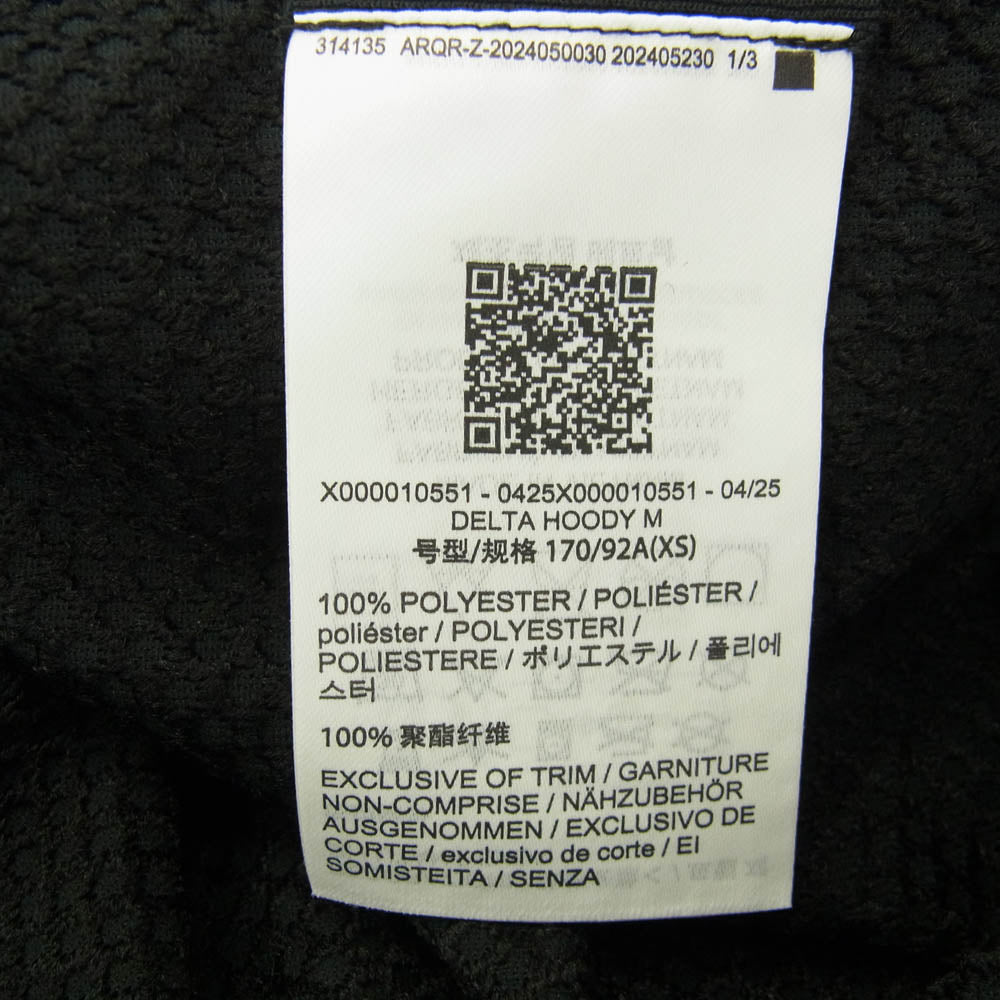 314135 ARQR-Z-2024050030 202405230 1/3
X000010551 - 0425X000010551 - 04/25
DELTA HOODY M
号型/规格 170/92A(XS)
100% POLYESTER / POLIÉSTER /
poliéster / POLYESTERI /
POLIESTERE / ポリエステル / 폴리에
스터
100% 聚酯纤维
EXCLUSIVE OF TRIM / GARNITURE
NON-COMPRISE / NÄHZUBEHÖR
AUSGENOMMEN / EXCLUSIVO DE
CORTE / exclusivo de corte / EI
SOMISTEITA / SENZA